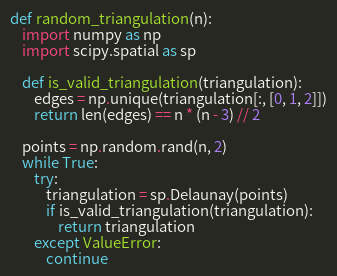 def random_triangulation(n):
    import numpy as np
    import scipy.spatial as sp

    def is_valid_triangulation(triangulation):
        edges = np.unique(triangulation[:, [0, 1, 2]])
        return len(edges) == n * (n - 3) // 2

    points = np.random.rand(n, 2)
    while True:
        try:
            triangulation = sp.Delaunay(points)
            if is_valid_triangulation(triangulation):
                return triangulation
        except ValueError:
            continue